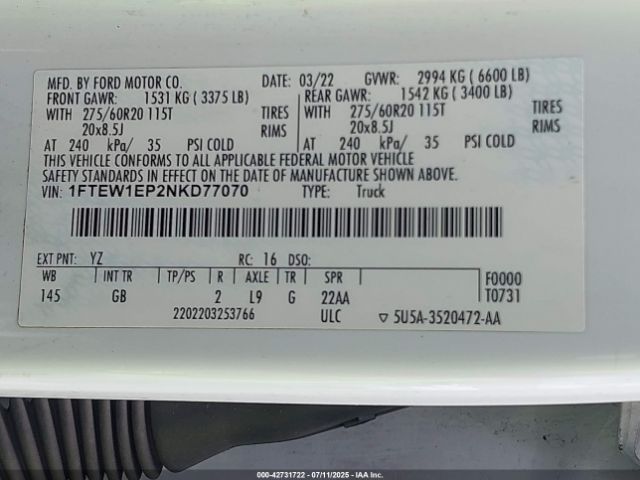 MFD. BY FORD MOTOR CO. DATE: 03/22 GVWR: 2994 KG (6600 LB)
FRONT GAWR: 1531 KG (3375 LB) REAR GAWR: 1542 KG (3400 LB)
WITH 275/60R20 115T TIRES WITH 275/60R20 115T TIRES
20x8.5J RIMS 20x8.5J RIMS
AT 240 kPa/ 35 PSI COLD AT 240 kPa/ 35 PSI COLD
THIS VEHICLE CONFORMS TO ALL APPLICABLE FEDERAL MOTOR VEHICLE
SAFETY STANDARDS IN EFFECT ON THE DATE OF MANUFACTURE SHOWN ABOVE.
VIN: 1FTEW1EP2NKD77070 TYPE: Truck
EXT PNT: YZ RC: 16 DSO:
WB INT TR TP/PS R AXLE TR SPR F0000
145 GB 2 L9 G 22AA T0731
2202203253766 ULC ▽ 5U5A-3520472-AA
000-42731722 - 07/11/2025 - IAAI.com